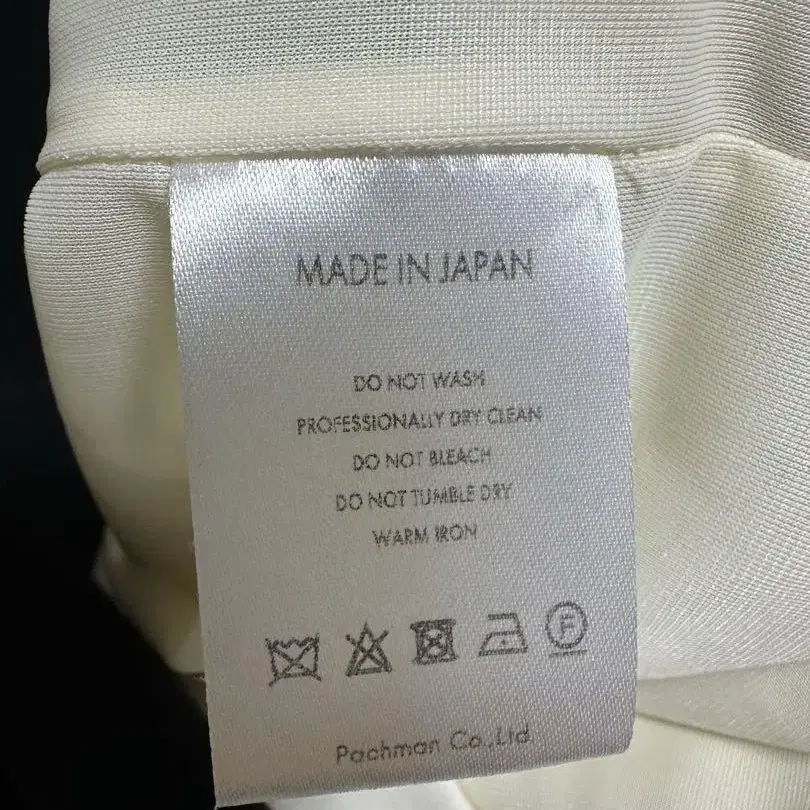 MADE IN JAPAN
DO NOT WASH
PROFESSIONALLY DRY CLEAN
DO NOT BLEACH
DO NOT TUMBLE DRY
WARM IRON
F
Pachman Co.,Ltd.